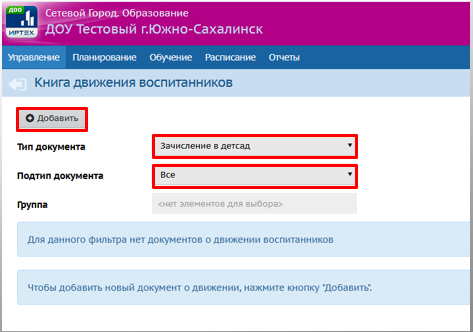 ДОО
ИРТЕХ
Сетевой Город. Образование
ДОУ Тестовый г.Южно-Сахалинск
Управление Планирование Обучение Расписание Отчеты
Книга движения воспитанников
Добавить
Тип документа Зачисление в детсад
Подтип документа Все
Группа <нет элементов для выбора>
Для данного фильтра нет документов о движении воспитанников
Чтобы добавить новый документ о движении, нажмите кнопку "Добавить".